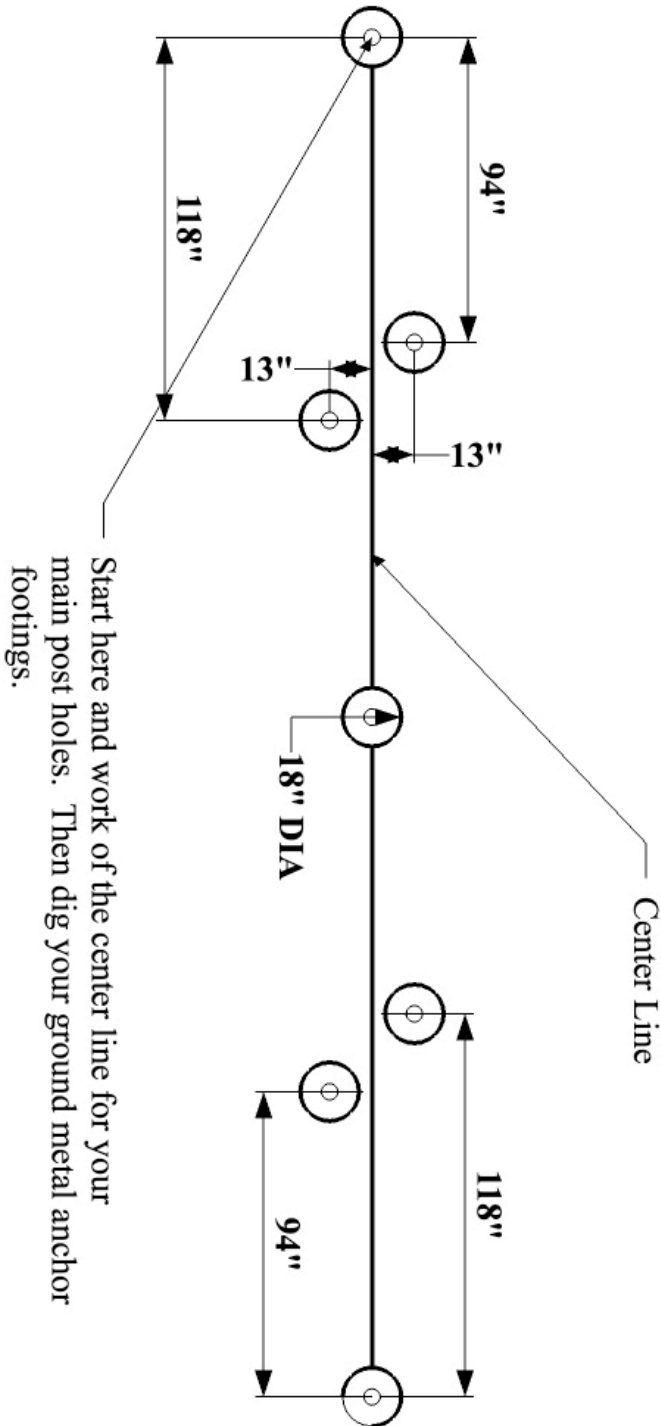 94"
118"
13"
13"
Start here and work of the center line for your
main post holes.  Then dig your ground metal anchor
footings.
18" DIA
Center Line
118"
94"